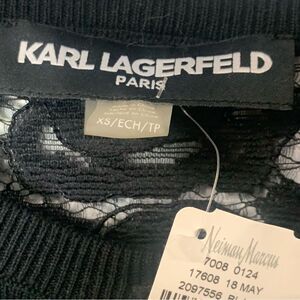 KARL LAGERFELD
PARIS
XS/ECH/TP
Neiman Marcus
7008 0124
17608 18 MAY
2097556